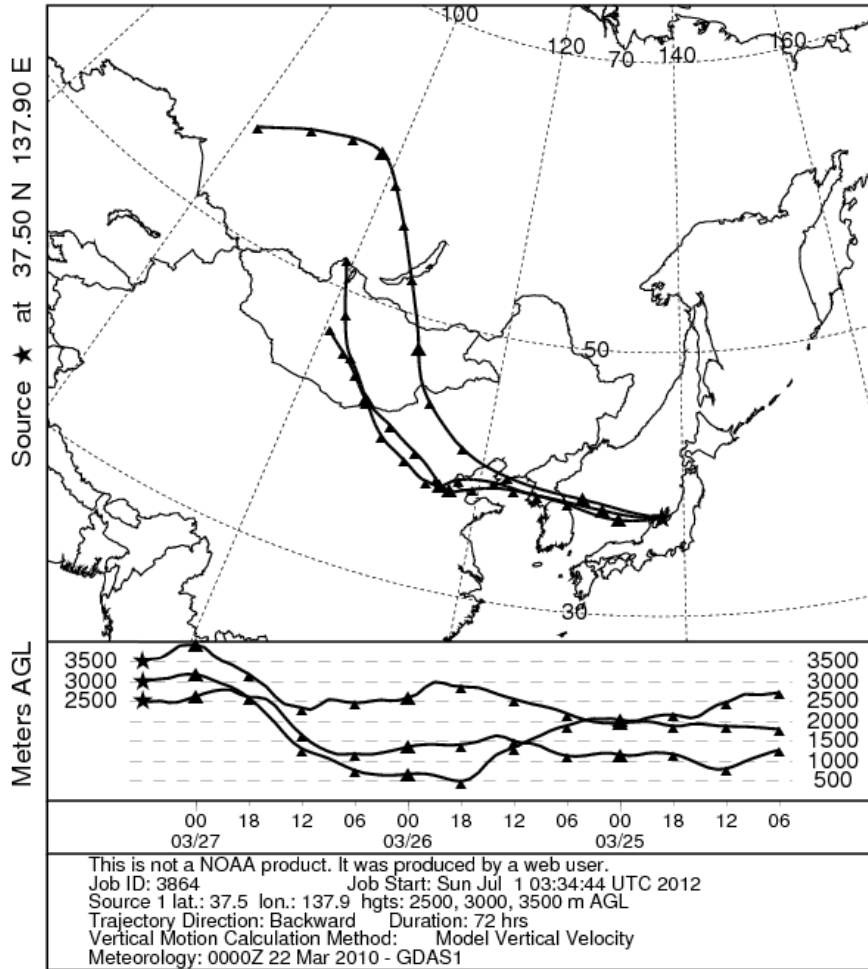 Source ★ at 37.50 N 137.90 E
100
120
70
140
160
50
30
Meters AGL
3500
3000
2500
3500
3000
2500
2000
1500
1000
500
00 18 12 06 00 18 12 06 00 18 12 06
03/27 03/26 03/25
This is not a NOAA product. It was produced by a web user.
Job ID: 3864 Job Start: Sun Jul 1 03:34:44 UTC 2012
Source 1 lat.: 37.5 lon.: 137.9 hgts: 2500, 3000, 3500 m AGL
Trajectory Direction: Backward Duration: 72 hrs
Vertical Motion Calculation Method: Model Vertical Velocity
Meteorology: 0000Z 22 Mar 2010 - GDAS1